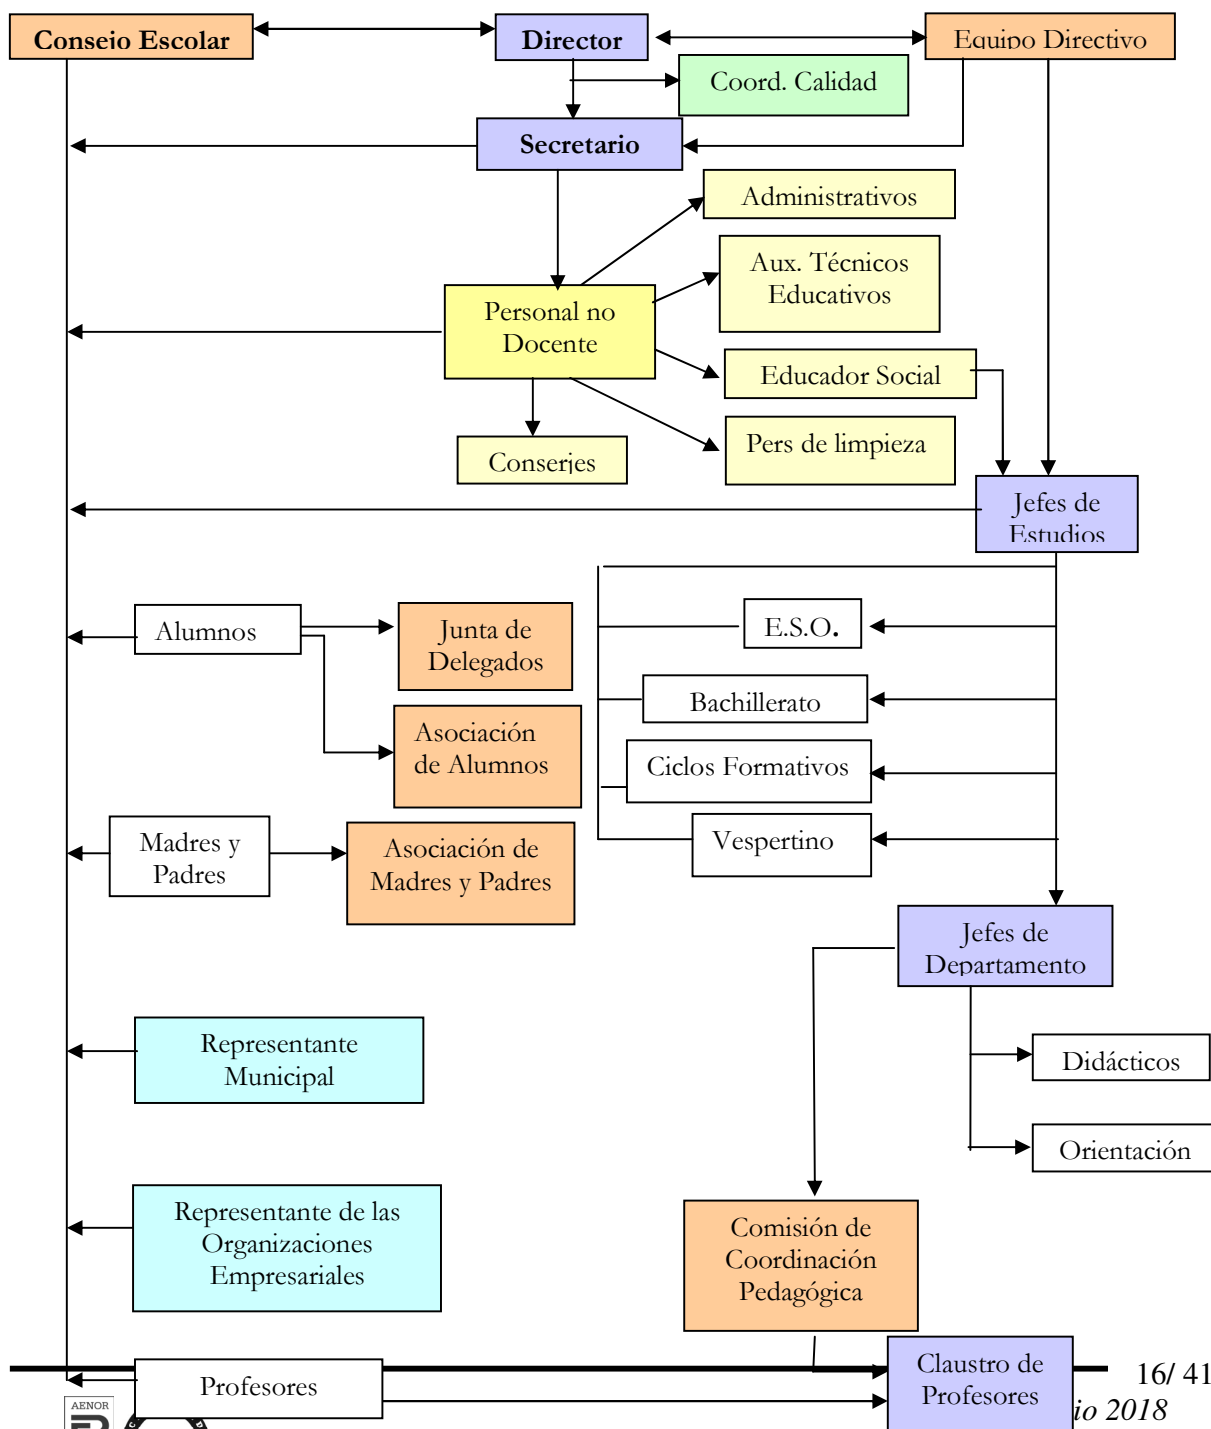 Consejo Escolar
Director
Equipo Directivo
Coord. Calidad
Secretario
Administrativos
Aux. Técnicos
Educativos
Personal no
Docente
Educador Social
Pers de limpieza
Conserjes
Jefes de
Estudios
Alumnos
Junta de
Delegados
E.S.O.
Bachillerato
Asociación
de Alumnos
Ciclos Formativos
Madres y
Padres
Asociación de
Madres y Padres
Vespertino
Jefes de
Departamento
Representante
Municipal
Didácticos
Orientación
Representante de las
Organizaciones
Empresariales
Comisión de
Coordinación
Pedagógica
Profesores
Claustro de
Profesores
16/ 41
io 2018
AENOR